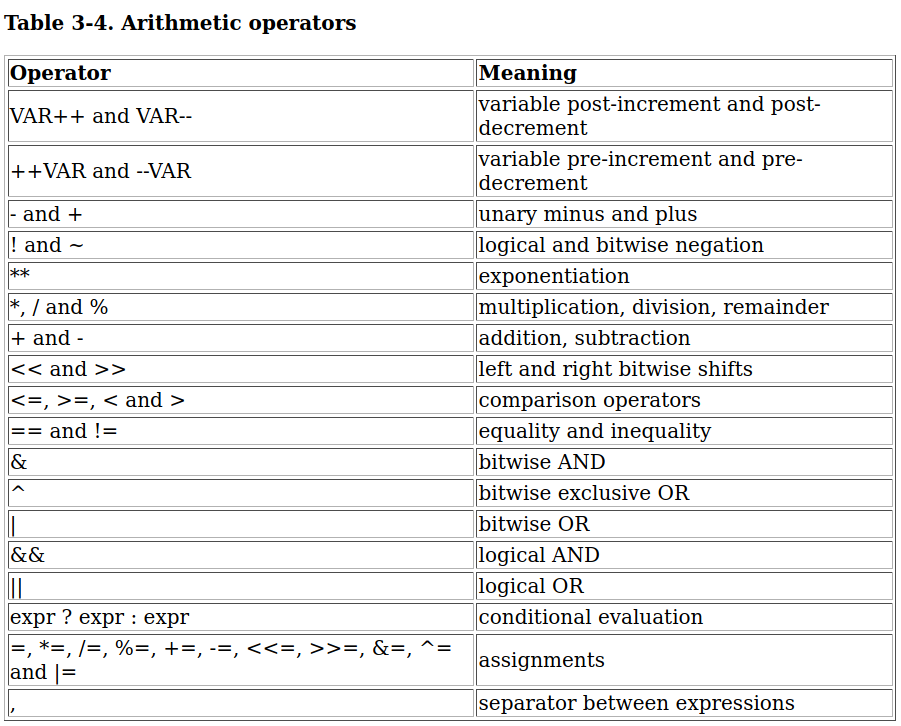 Table 3-4. Arithmetic operators
Operator Meaning
VAR++ and VAR-- variable post-increment and post-
decrement
++VAR and --VAR variable pre-increment and pre-
decrement
- and + unary minus and plus
! and ~ logical and bitwise negation
** exponentiation
*, / and % multiplication, division, remainder
+ and - addition, subtraction
<< and >> left and right bitwise shifts
<=, >=, < and > comparison operators
== and != equality and inequality
& bitwise AND
^ bitwise exclusive OR
| bitwise OR
&& logical AND
|| logical OR
expr ? expr : expr conditional evaluation
=, *=, /=, %=, +=, -=, <<=, >>=, &=, ^=
and |= assignments
, separator between expressions